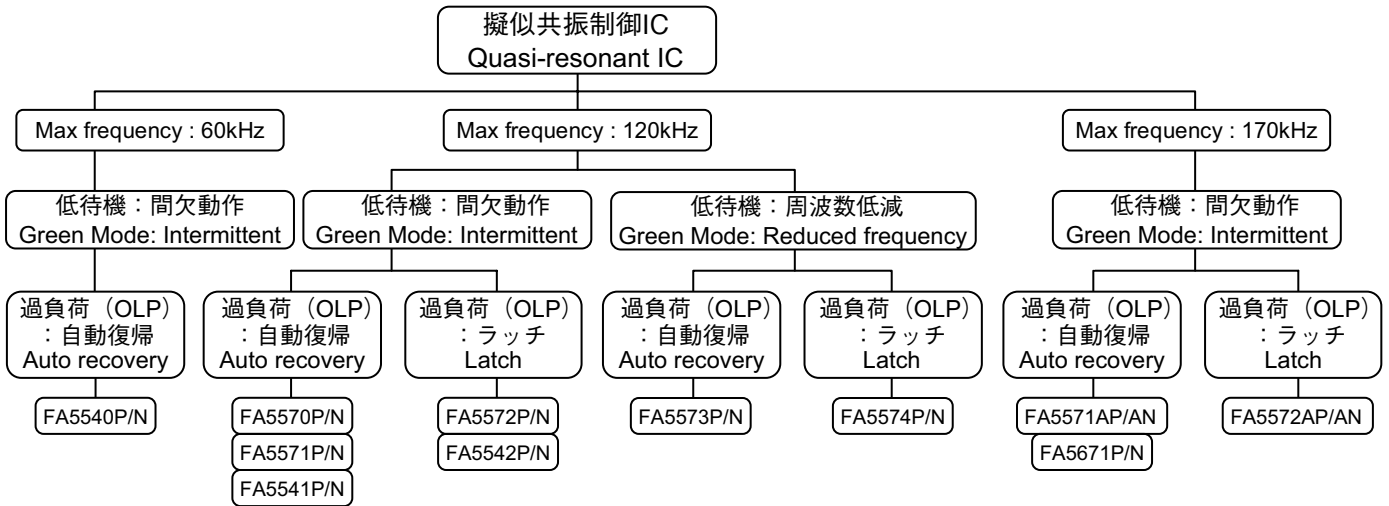 擬似共振制御IC
Quasi-resonant IC
Max frequency : 60kHz
Max frequency : 120kHz
Max frequency : 170kHz
低待機：間欠動作
Green Mode: Intermittent
低待機：間欠動作
Green Mode: Intermittent
低待機：周波数低減
Green Mode: Reduced frequency
低待機：間欠動作
Green Mode: Intermittent
過負荷（OLP）
：自動復帰
Auto recovery
過負荷（OLP）
：自動復帰
Auto recovery
過負荷（OLP）
：ラッチ
Latch
過負荷（OLP）
：自動復帰
Auto recovery
過負荷（OLP）
：ラッチ
Latch
過負荷（OLP）
：自動復帰
Auto recovery
過負荷（OLP）
：ラッチ
Latch
FA5540P/N
FA5570P/N
FA5571P/N
FA5541P/N
FA5572P/N
FA5542P/N
FA5573P/N
FA5574P/N
FA5571AP/AN
FA5671P/N
FA5572AP/AN